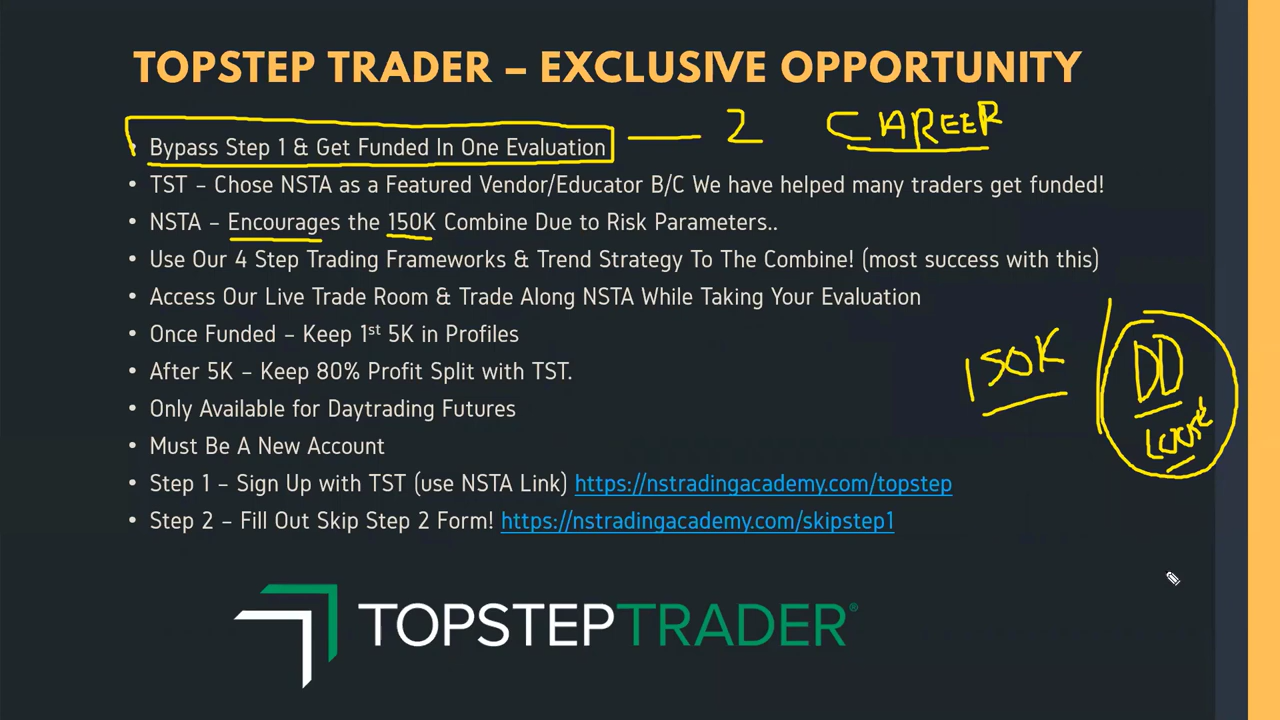 TOPSTEP TRADER – EXCLUSIVE OPPORTUNITY
• Bypass Step 1 & Get Funded In One Evaluation — 2 CAREER
• TST – Chose NSTA as a Featured Vendor/Educator B/C We have helped many traders get funded!
• NSTA – Encourages the 150K Combine Due to Risk Parameters..
• Use Our 4 Step Trading Frameworks & Trend Strategy To The Combine! (most success with this)
• Access Our Live Trade Room & Trade Along NSTA While Taking Your Evaluation
• Once Funded – Keep 1st 5K in Profiles
150K DD
• After 5K – Keep 80% Profit Split with TST.
• Only Available for Daytrading Futures
• Must Be A New Account
• Step 1 – Sign Up with TST (use NSTA Link) https://nstradingacademy.com/topstep
• Step 2 – Fill Out Skip Step 2 Form! https://nstradingacademy.com/skipstep1
TOPSTEPTRADER®